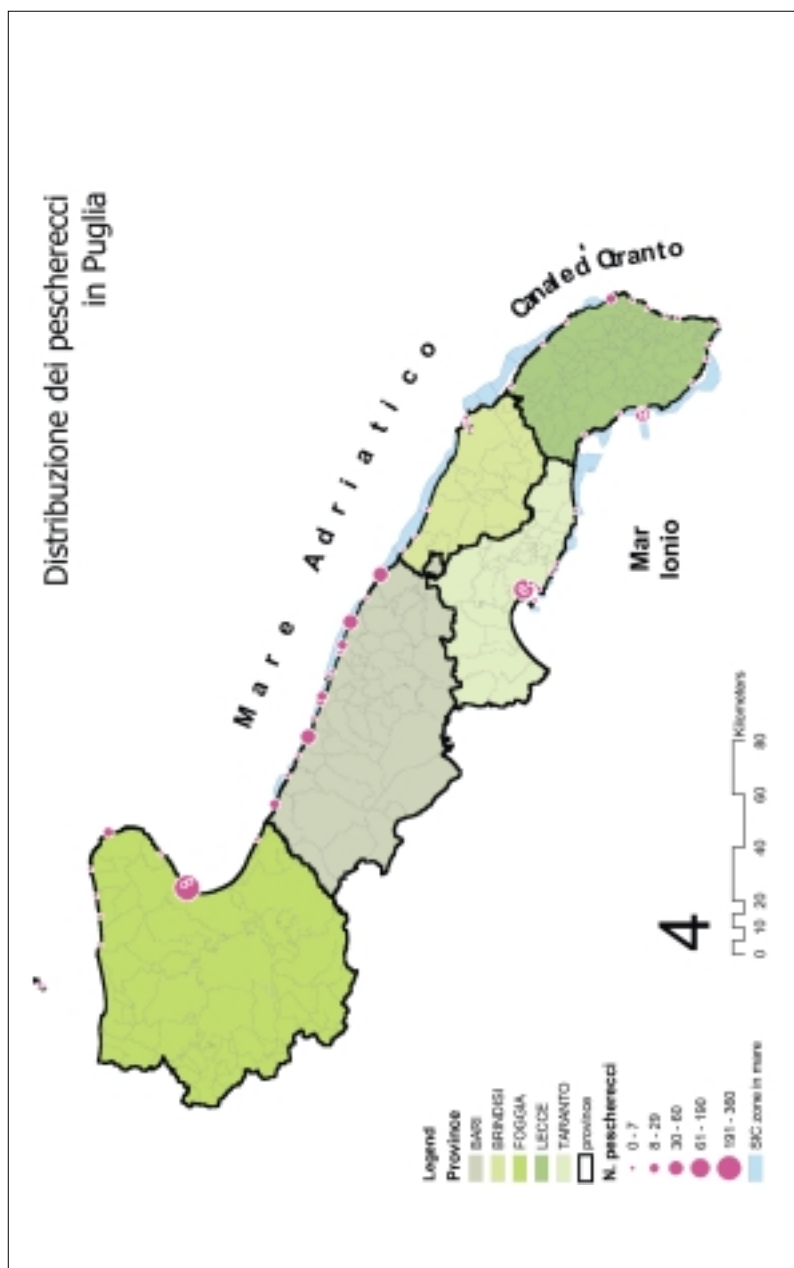 Distribuzione dei pescherecci
in Puglia
Mare Adriatico
Canale d'Otranto
Mar
Ionio
4
0 10 20 40 60 80
Kilometers
Legend
Province
BARI
BRINDISI
FOGGIA
LECCE
TARANTO
province
N. pescherecci
0 - 7
8 - 29
30 - 60
61 - 190
191 - 380
SIC zone in mare